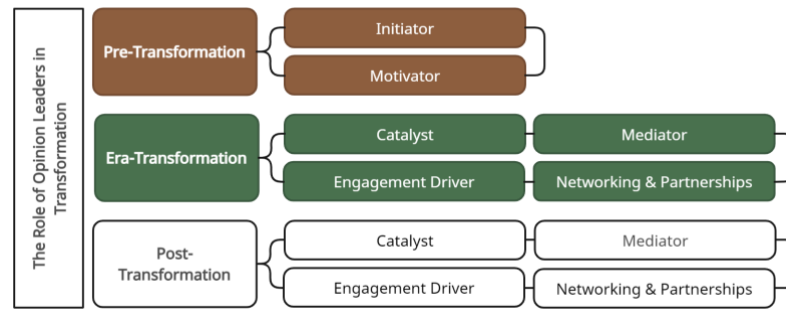 The Role of Opinion Leaders in
Transformation
Pre-Transformation
Initiator
Motivator
Era-Transformation
Catalyst
Mediator
Engagement Driver
Networking & Partnerships
Post-
Transformation
Catalyst
Mediator
Engagement Driver
Networking & Partnerships